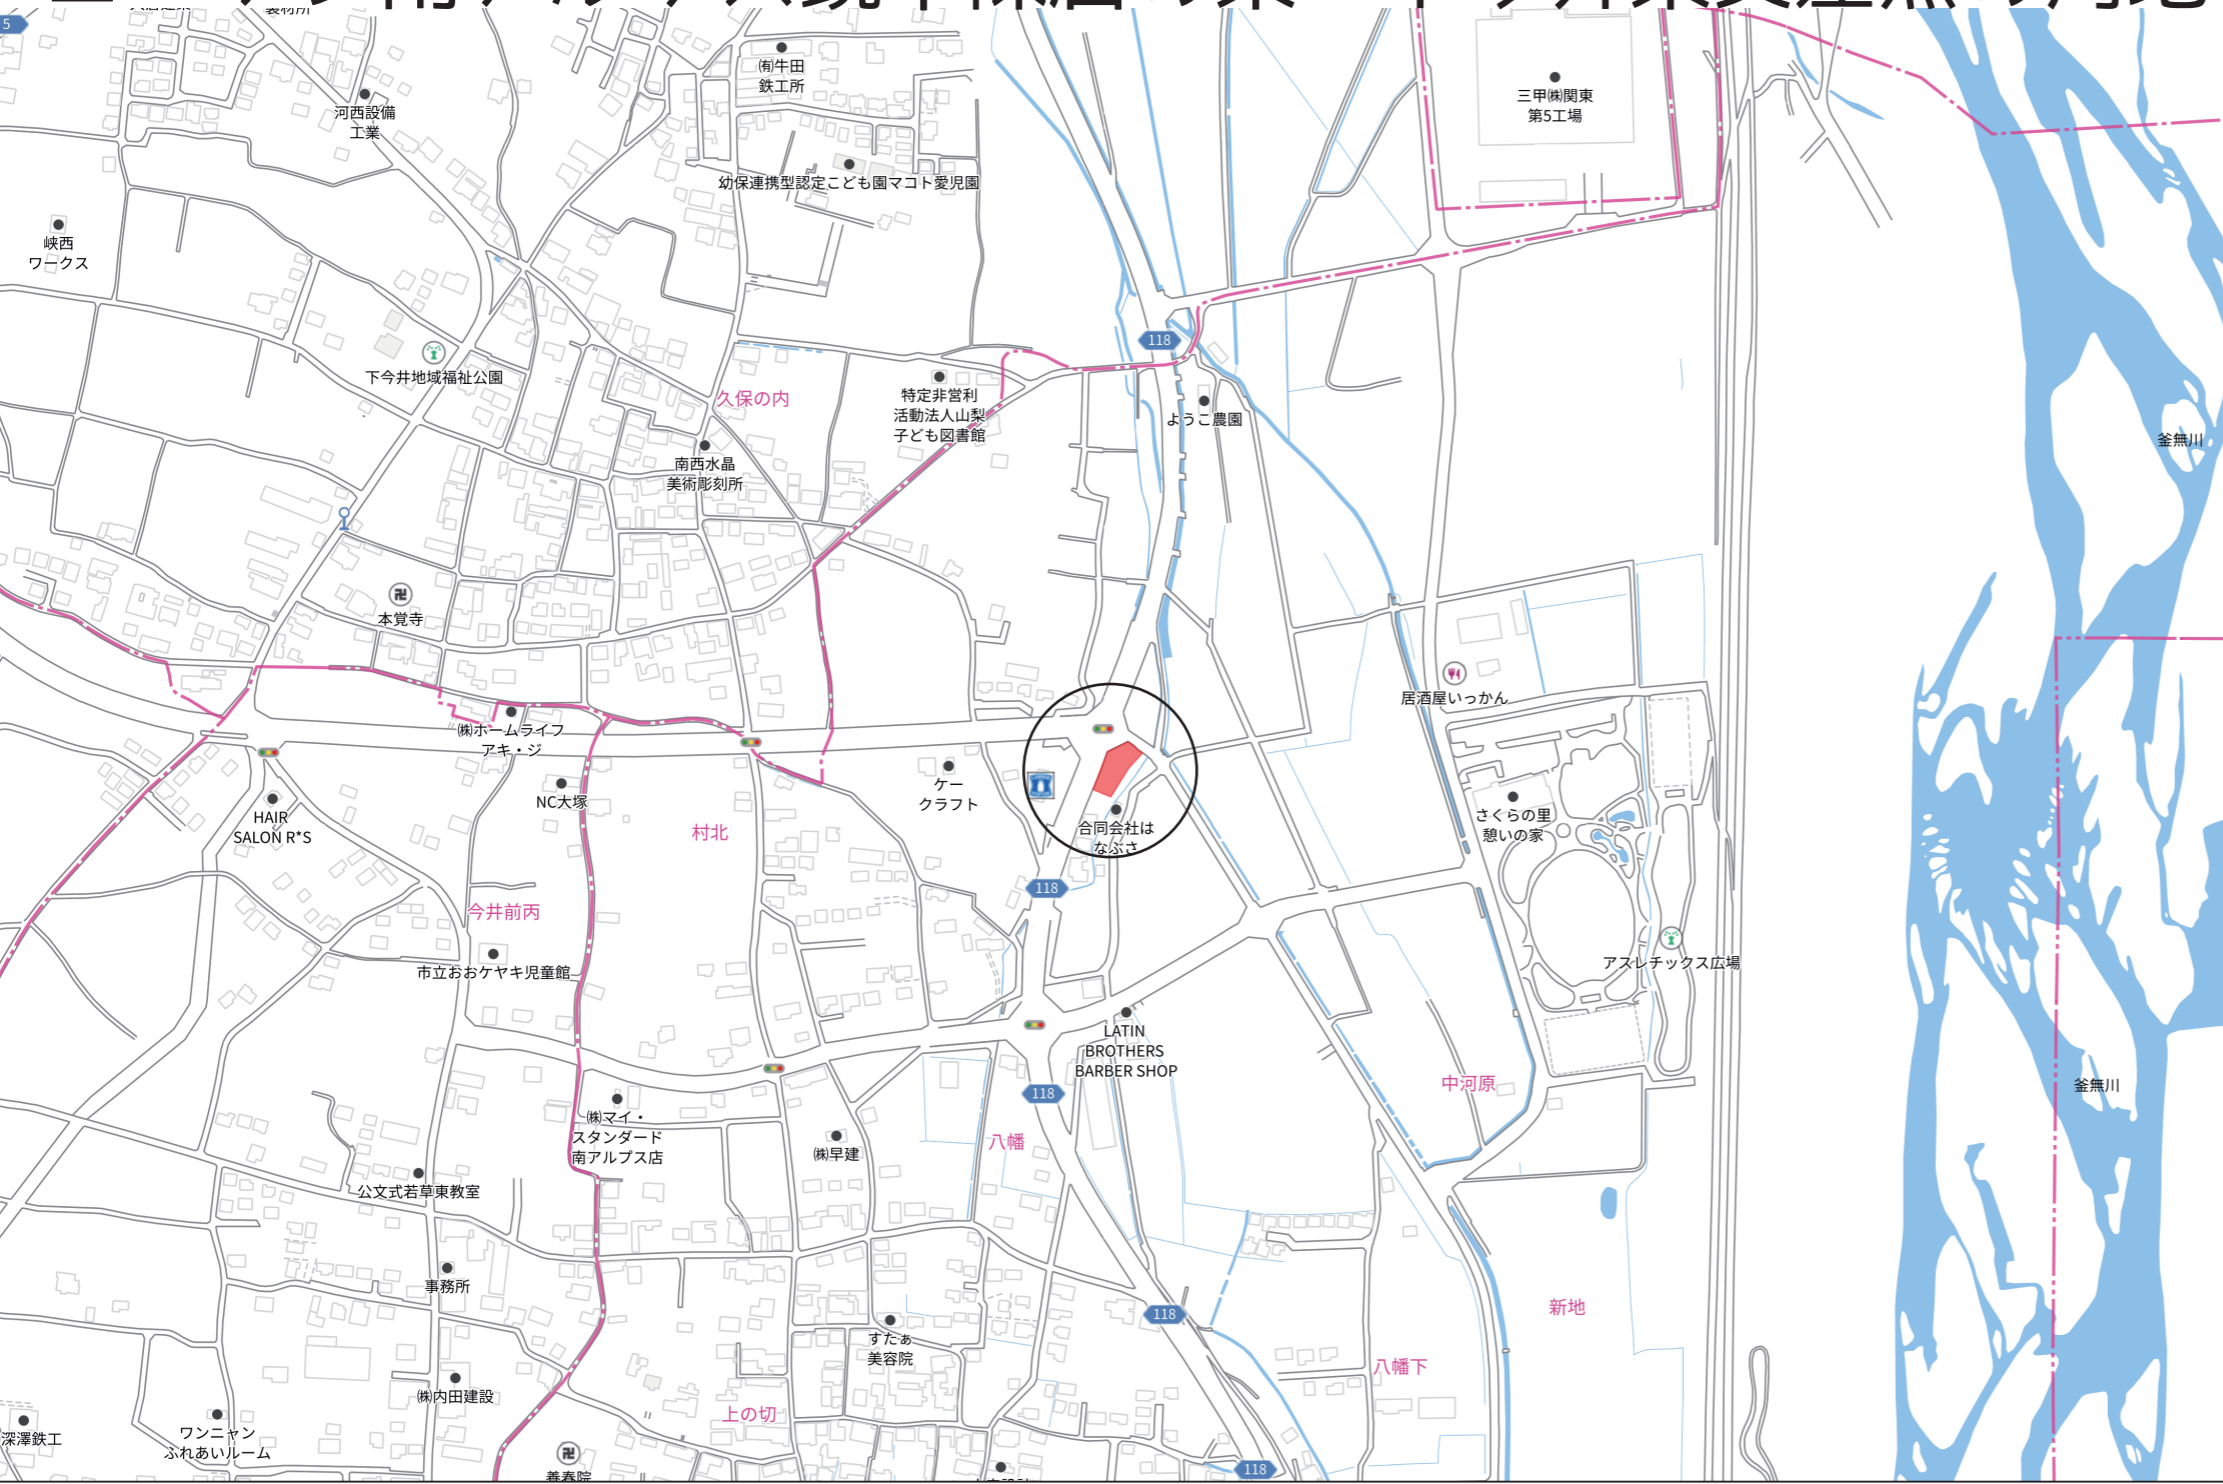 5
㈲牛田
鉄工所
三甲㈱関東
第5工場
河西設備
工業
幼保連携型認定こども園マコト愛児園
峡西
ワークス
118
下今井地域福祉公園
久保の内
特定非営利
活動法人山梨
子ども図書館
ようこ農園
釜無川
南西水晶
美術彫刻所
本覚寺
居酒屋いっかん
㈱ホームライフ
アキ・ジ
ケー
クラフト
NC大塚
HAIR
SALON R*S
村北
合同会社は
なぶさ
さくらの里
憩いの家
118
今井前丙
市立おおケヤキ児童館
アスレチックス広場
LATIN
BROTHERS
BARBER SHOP
118
中河原
釜無川
㈱マイ・
スタンダード
南アルプス店
㈱早建
八幡
公文式若草東教室
事務所
118
新地
すたぁ
美容院
八幡下
㈱内田建設
上の切
ワンニャン
ふれあいルーム
深澤鉄工
養春院
118